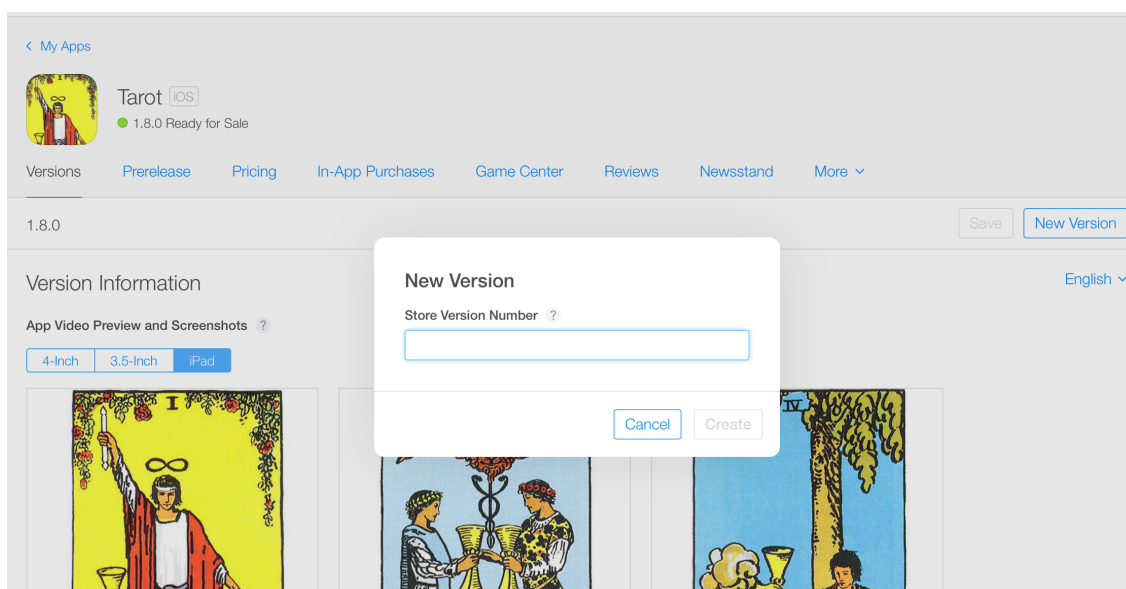 My Apps
Tarot iOS
1.8.0 Ready for Sale
Versions Prerelease Pricing In-App Purchases Game Center Reviews Newsstand More
1.8.0 Save New Version
Version Information English
App Video Preview and Screenshots ?
4-Inch 3.5-Inch iPad
New Version
Store Version Number ?
Cancel Create
I
I IV